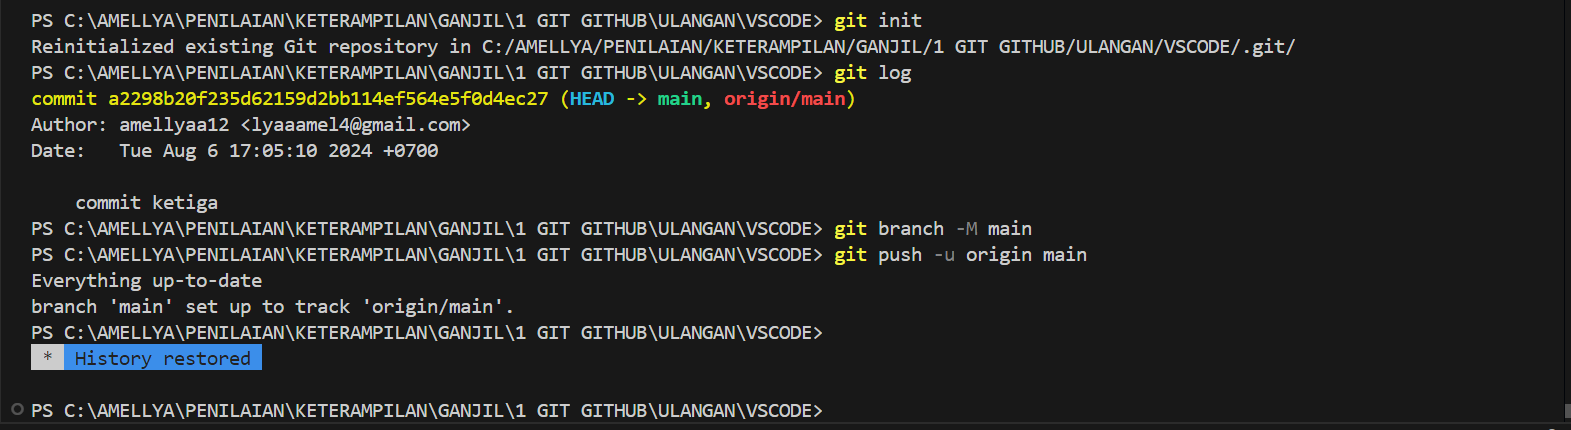 PS C:\AMELLYA\PENILAIAN\KETERAMPILAN\GANJIL\1 GIT GITHUB\ULANGAN\VSCODE> git init
Reinitialized existing Git repository in C:/AMELLYA/PENILAIAN/KETERAMPILAN/GANJIL/1 GIT GITHUB/ULANGAN/VSCODE/.git/
PS C:\AMELLYA\PENILAIAN\KETERAMPILAN\GANJIL\1 GIT GITHUB\ULANGAN\VSCODE> git log
commit a2298b20f235d62159d2bb114ef564e5f0d4ec27 (HEAD -> main, origin/main)
Author: amellyaa12 <lyaaamel4@gmail.com>
Date:   Tue Aug 6 17:05:10 2024 +0700
    commit ketiga
PS C:\AMELLYA\PENILAIAN\KETERAMPILAN\GANJIL\1 GIT GITHUB\ULANGAN\VSCODE> git branch -M main
PS C:\AMELLYA\PENILAIAN\KETERAMPILAN\GANJIL\1 GIT GITHUB\ULANGAN\VSCODE> git push -u origin main
Everything up-to-date
branch 'main' set up to track 'origin/main'.
PS C:\AMELLYA\PENILAIAN\KETERAMPILAN\GANJIL\1 GIT GITHUB\ULANGAN\VSCODE>
* History restored
PS C:\AMELLYA\PENILAIAN\KETERAMPILAN\GANJIL\1 GIT GITHUB\ULANGAN\VSCODE>